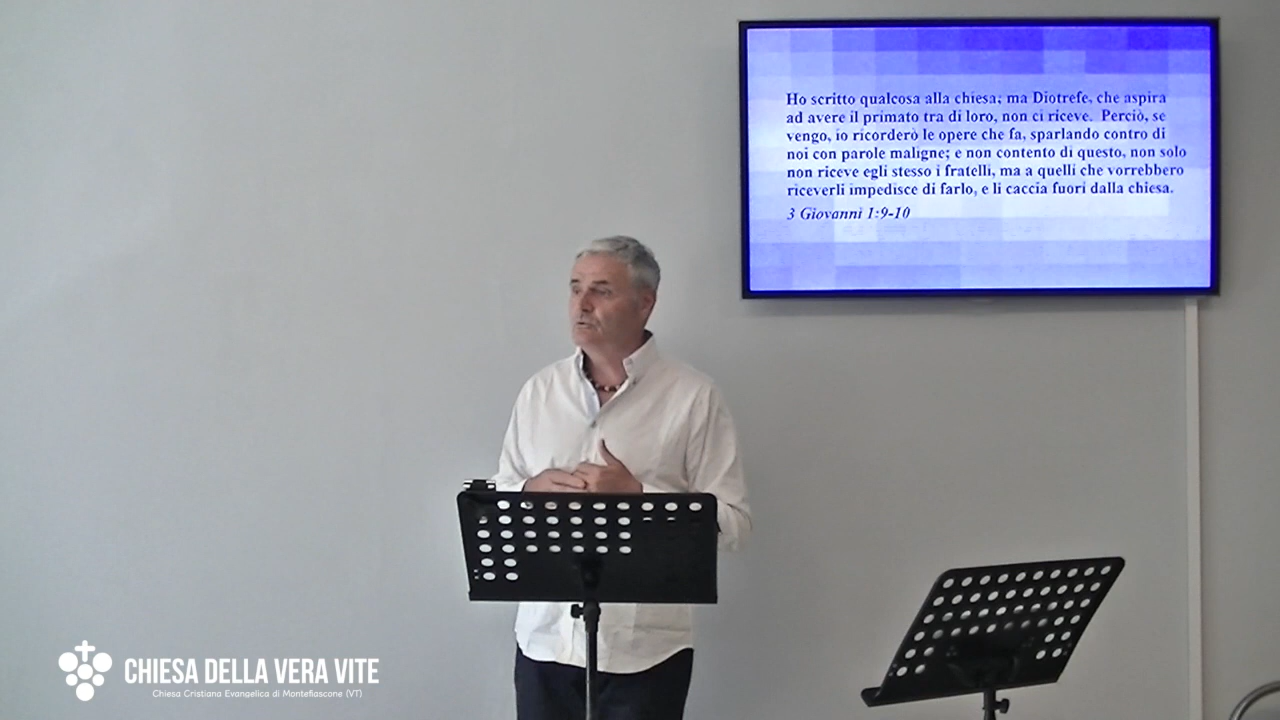 Ho scritto qualcosa alla chiesa; ma Diotrefe, che aspira
ad avere il primato tra di loro, non ci riceve. Perciò, se
vengo, io ricorderò le opere che fa, sparlando contro di
noi con parole maligne; e non contento di questo, non solo
non riceve egli stesso i fratelli, ma a quelli che vorrebbero
riceverli impedisce di farlo, e li caccia fuori dalla chiesa.
3 Giovanni 1:9-10
CHIESA DELLA VERA VITE
Chiesa Cristiana Evangelica di Montefiascone (VT)